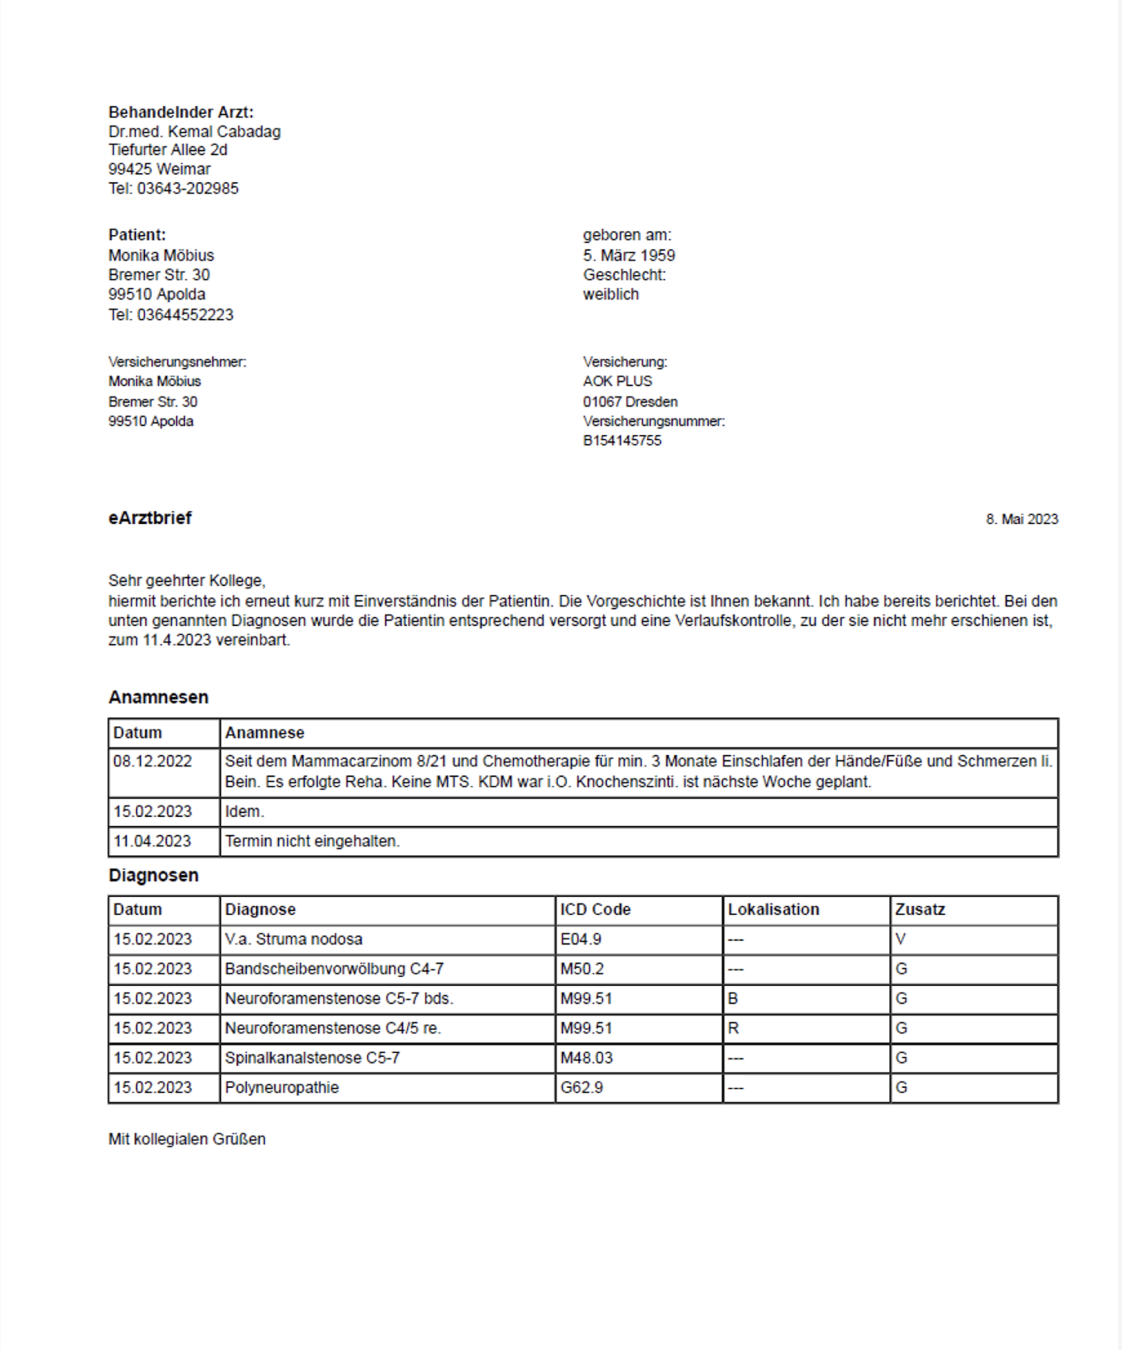 Behandelnder Arzt:
Dr.med. Kemal Cabadag
Tiefurter Allee 2d
99425 Weimar
Tel: 03643-202985
Patient:
Monika Möbius
Bremer Str. 30
99510 Apolda
Tel: 03644552223
geboren am:
5. März 1959
Geschlecht:
weiblich
Versicherungsnehmer:
Monika Möbius
Bremer Str. 30
99510 Apolda
Versicherung:
AOK PLUS
01067 Dresden
Versicherungsnummer:
B154145755
eArztbrief 8. Mai 2023
Sehr geehrter Kollege,
hiermit berichte ich erneut kurz mit Einverständnis der Patientin. Die Vorgeschichte ist Ihnen bekannt. Ich habe bereits berichtet. Bei den
unten genannten Diagnosen wurde die Patientin entsprechend versorgt und eine Verlaufskontrolle, zu der sie nicht mehr erschienen ist,
zum 11.4.2023 vereinbart.
Anamnesen
Datum Anamnese
08.12.2022 Seit dem Mammacarzinom 8/21 und Chemotherapie für min. 3 Monate Einschlafen der Hände/Füße und Schmerzen li.
Bein. Es erfolgte Reha. Keine MTS. KDM war i.O. Knochenszinti. ist nächste Woche geplant.
15.02.2023 Idem.
11.04.2023 Termin nicht eingehalten.
Diagnosen
Datum Diagnose ICD Code Lokalisation Zusatz
15.02.2023 V.a. Struma nodosa E04.9 --- V
15.02.2023 Bandscheibenvorwölbung C4-7 M50.2 --- G
15.02.2023 Neuroforamenstenose C5-7 bds. M99.51 B G
15.02.2023 Neuroforamenstenose C4/5 re. M99.51 R G
15.02.2023 Spinalkanalstenose C5-7 M48.03 --- G
15.02.2023 Polyneuropathie G62.9 --- G
Mit kollegialen Grüßen